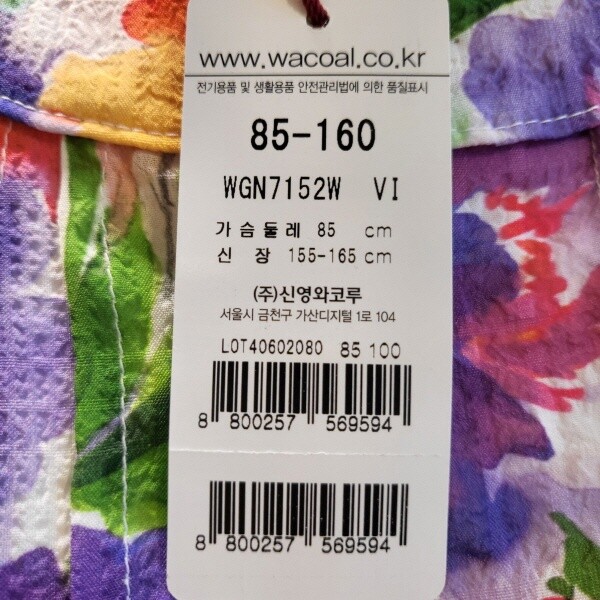 www.wacoal.co.kr
전기용품 및 생활용품 안전관리법에 의한 품질표시
85-160
WGN7152W VI
가슴둘레 85 cm
신 장 155-165 cm
(주)신영와코루
서울시 금천구 가산디지털 1로 104
LOT40602080 85 100
8 800257 569594
8 800257 569594